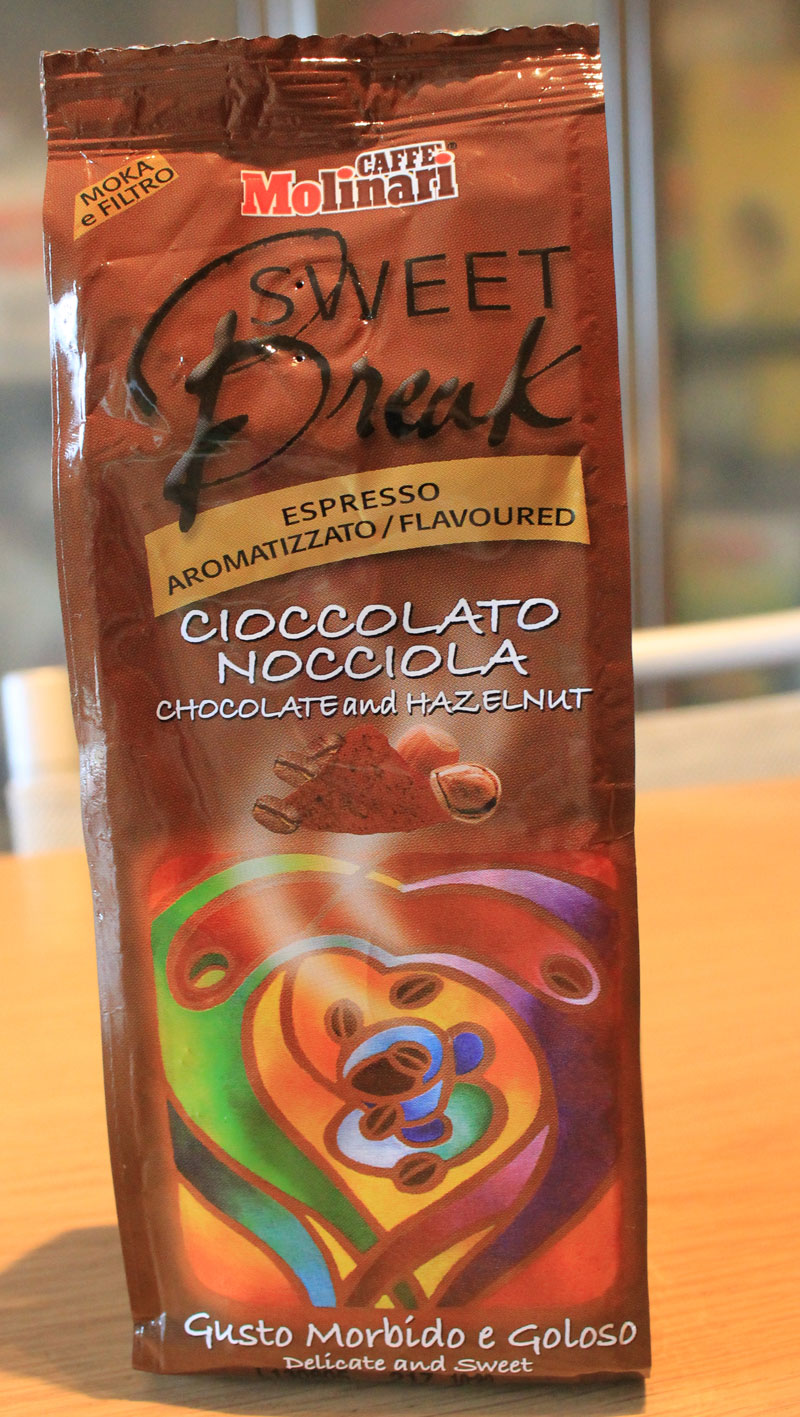 MOKA
e FILTRO
CAFFE'
Molinari®
SWEET
Break
ESPRESSO
AROMATIZZATO / FLAVOURED
CIOCCOLATO
NOCCIOLA
CHOCOLATE and HAZELNUT
Gusto Morbido e Goloso
Delicate and Sweet